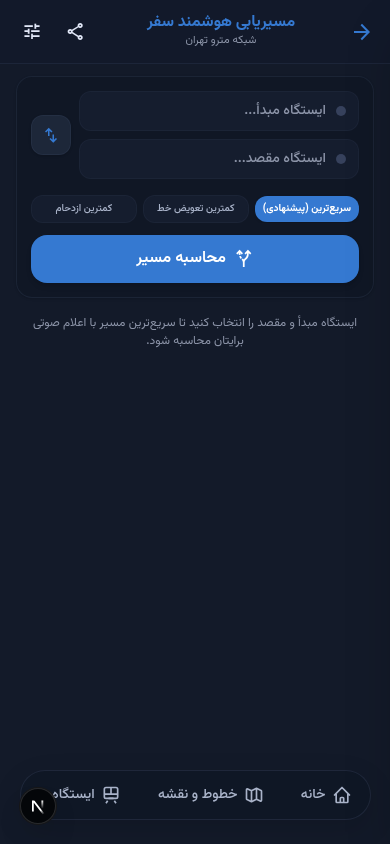 مسیریابی هوشمند سفر
شبکه مترو تهران
ایستگاه مبدأ...
ایستگاه مقصد...
سریع‌ترین (پیشنهادی)
کمترین تعویض خط
کمترین ازدحام
محاسبه مسیر
ایستگاه مبدأ و مقصد را انتخاب کنید تا سریع‌ترین مسیر با اعلام صوتی
برایتان محاسبه شود.
خانه
خطوط و نقشه
ایستگاه
N